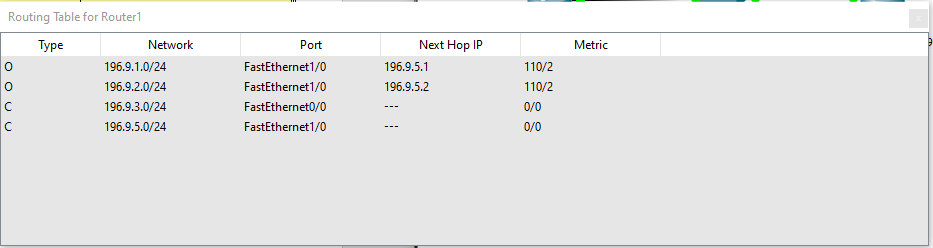 Routing Table for Router1
x
Type Network Port Next Hop IP Metric
O 196.9.1.0/24 FastEthernet1/0 196.9.5.1 110/2
O 196.9.2.0/24 FastEthernet1/0 196.9.5.2 110/2
C 196.9.3.0/24 FastEthernet0/0 --- 0/0
C 196.9.5.0/24 FastEthernet1/0 --- 0/0
9